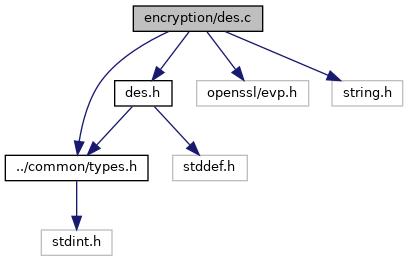 encryption/des.c
des.h
openssl/evp.h
string.h
../common/types.h
stddef.h
stdint.h